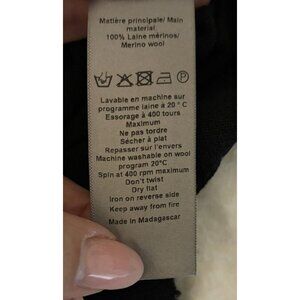 Matière principale/ Main
material
100% Laine mérinos/
Merino wool
P
Lavable en machine sur
programme laine à 20 ° C
Essorage à 400 tours
Maximum
Ne pas tordre
Sécher à plat
Repasser sur l'envers
Machine washable on wool
program 20°C
Spin at 400 rpm maximum
Don't twist
Dry flat
Iron on reverse side
Keep away from fire
Made in Madagascar